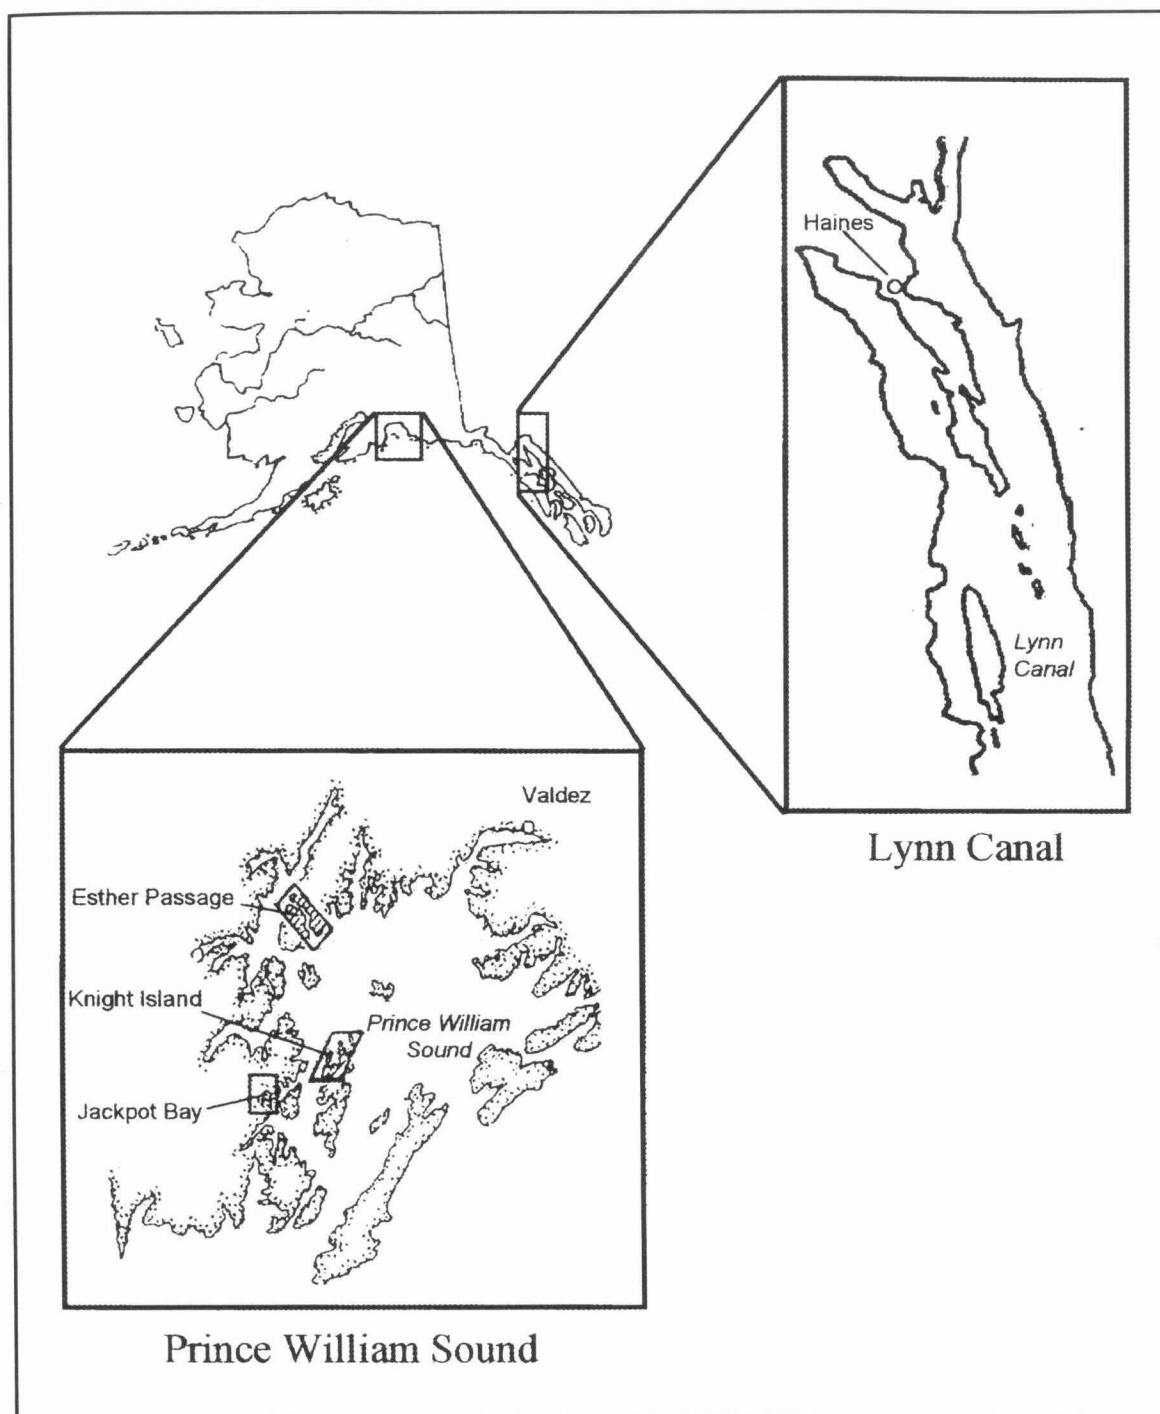 Haines
Lynn
Canal
Lynn Canal
Valdez
Esther Passage
Knight Island
Prince William
Sound
Jackpot Bay
Prince William Sound